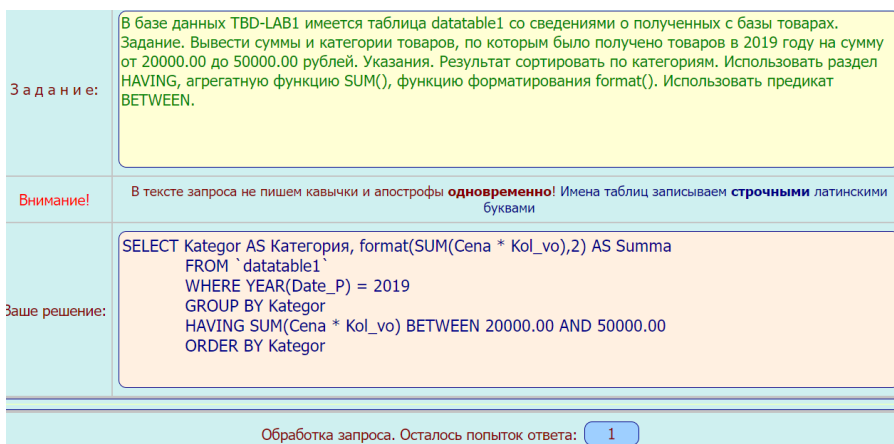 В базе данных TBD-LAB1 имеется таблица datatable1 со сведениями о полученных с базы товарах.
Задание. Вывести суммы и категории товаров, по которым было получено товаров в 2019 году на сумму
от 20000.00 до 50000.00 рублей. Указания. Результат сортировать по категориям. Использовать раздел
З а д а н и е:
HAVING, агрегатную функцию SUM(), функцию форматирования format(). Использовать предикат
BETWEEN.
Внимание!
В тексте запроса не пишем кавычки и апострофы одновременно! Имена таблиц записываем строчными латинскими
буквами
SELECT Kategor AS Категория, format(SUM(Cena * Kol_vo),2) AS Summa
FROM `datatable1`
WHERE YEAR(Date_P) = 2019
Ваше решение:
GROUP BY Kategor
HAVING SUM(Cena * Kol_vo) BETWEEN 20000.00 AND 50000.00
ORDER BY Kategor
Обработка запроса. Осталось попыток ответа: 1